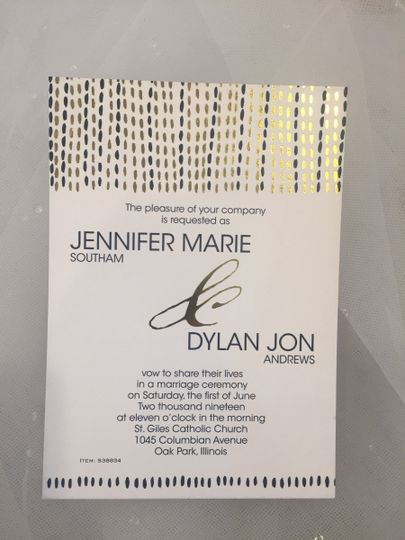 The pleasure of your company
is requested as
JENNIFER MARIE
SOUTHAM
&
DYLAN JON
ANDREWS
vow to share their lives
in a marriage ceremony
on Saturday, the first of June
Two thousand nineteen
at eleven o'clock in the morning
St. Giles Catholic Church
1045 Columbian Avenue
Oak Park, Illinois
ITEM: 538834